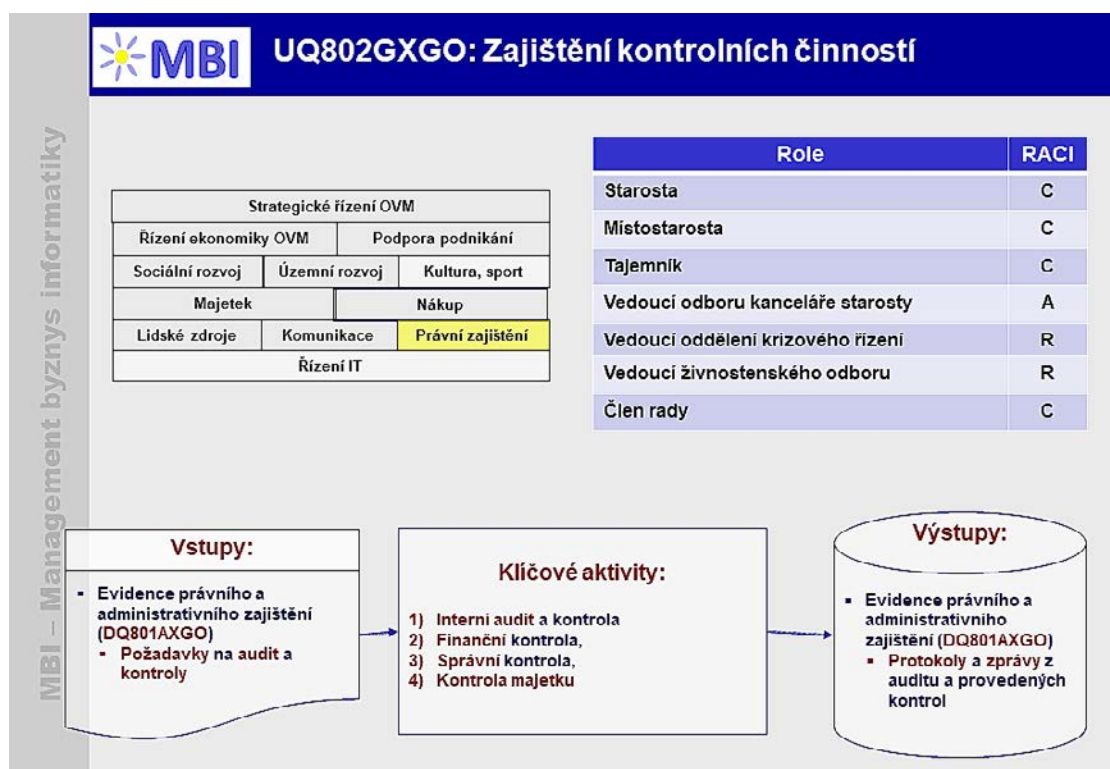 MBI
UQ802GXGO: Zajištění kontrolních činností
MBI – Management byznys informatiky
Strategické řízení OVM
Řízení ekonomiky OVM
Podpora podnikání
Sociální rozvoj
Územní rozvoj
Kultura, sport
Majetek
Nákup
Lidské zdroje
Komunikace
Právní zajištění
Řízení IT
Role RACI
Starosta C
Místostarosta C
Tajemník C
Vedoucí odboru kanceláře starosty A
Vedoucí oddělení krizového řízení R
Vedoucí živnostenského odboru R
Člen rady C
Vstupy:
▪ Evidence právního a
administrativního zajištění
(DQ801AXGO)
▪ Požadavky na audit a
kontroly
Klíčové aktivity:
1) Interní audit a kontrola
2) Finanční kontrola,
3) Správní kontrola,
4) Kontrola majetku
Výstupy:
▪ Evidence právního a
administrativního
zajištění (DQ801AXGO)
▪ Protokoly a zprávy z
auditu a provedených
kontrol